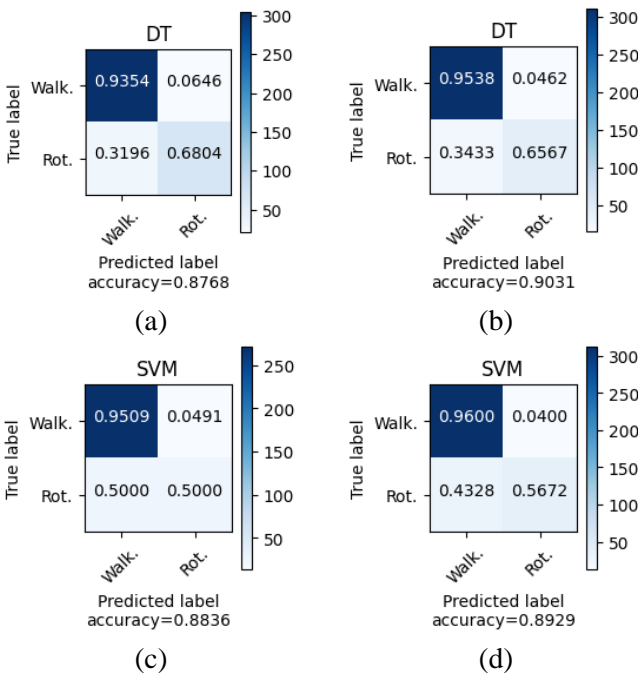 DT
True label
Walk.
0.9354 0.0646
Rot.
0.3196 0.6804
Walk. Rot.
300
250
200
150
100
50
Predicted label
accuracy=0.8768
(a)
DT
True label
Walk.
0.9538 0.0462
Rot.
0.3433 0.6567
Walk. Rot.
300
250
200
150
100
50
Predicted label
accuracy=0.9031
(b)
SVM
True label
Walk.
0.9509 0.0491
Rot.
0.5000 0.5000
Walk. Rot.
250
200
150
100
50
Predicted label
accuracy=0.8836
(c)
SVM
True label
Walk.
0.9600 0.0400
Rot.
0.4328 0.5672
Walk. Rot.
300
250
200
150
100
50
Predicted label
accuracy=0.8929
(d)